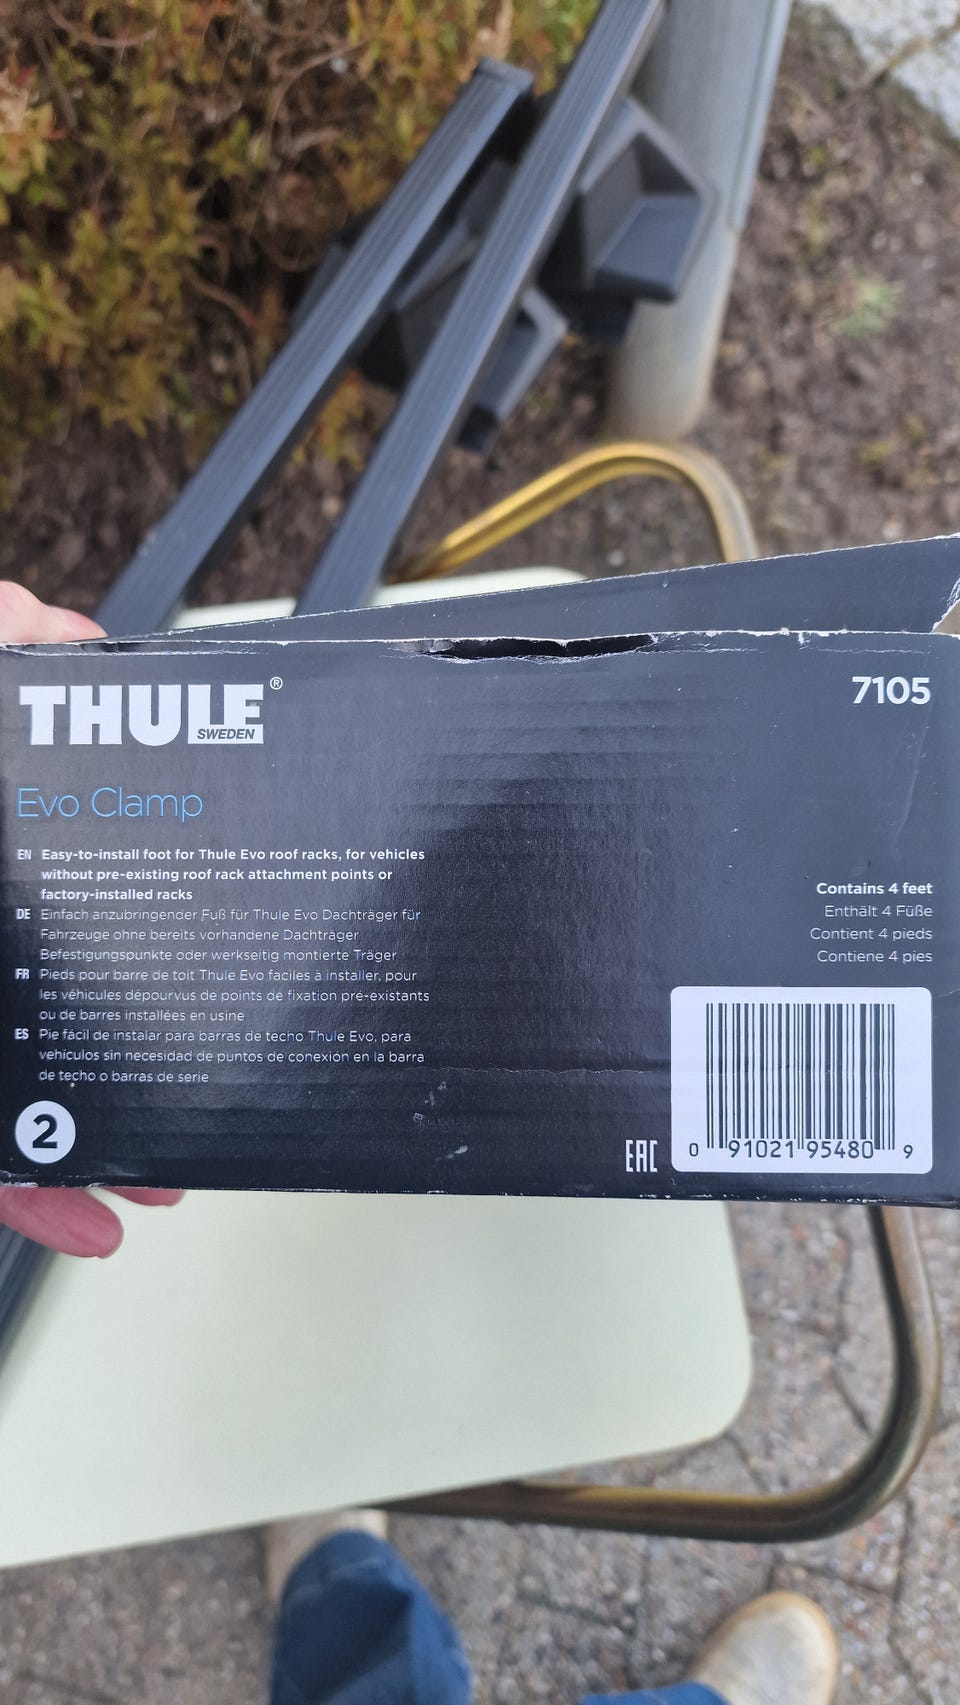 THULE®
SWEDEN
7105
Evo Clamp
EN Easy-to-install foot for Thule Evo roof racks, for vehicles
without pre-existing roof rack attachment points or
factory-installed racks
DE Einfach anzubringender Fuß für Thule Evo Dachträger für
Fahrzeuge ohne bereits vorhandene Dachträger
Befestigungspunkte oder werkseitig montierte Träger
FR Pieds pour barre de toit Thule Evo faciles à installer, pour
les véhicules dépourvus de points de fixation pré-existants
ou de barres installées en usine
ES Pie fácil de instalar para barras de techo Thule Evo, para
vehículos sin necesidad de puntos de conexión en la barra
de techo o barras de serie
Contains 4 feet
Enthält 4 Füße
Contient 4 pieds
Contiene 4 pies
2
EAC
0 91021 95480 9